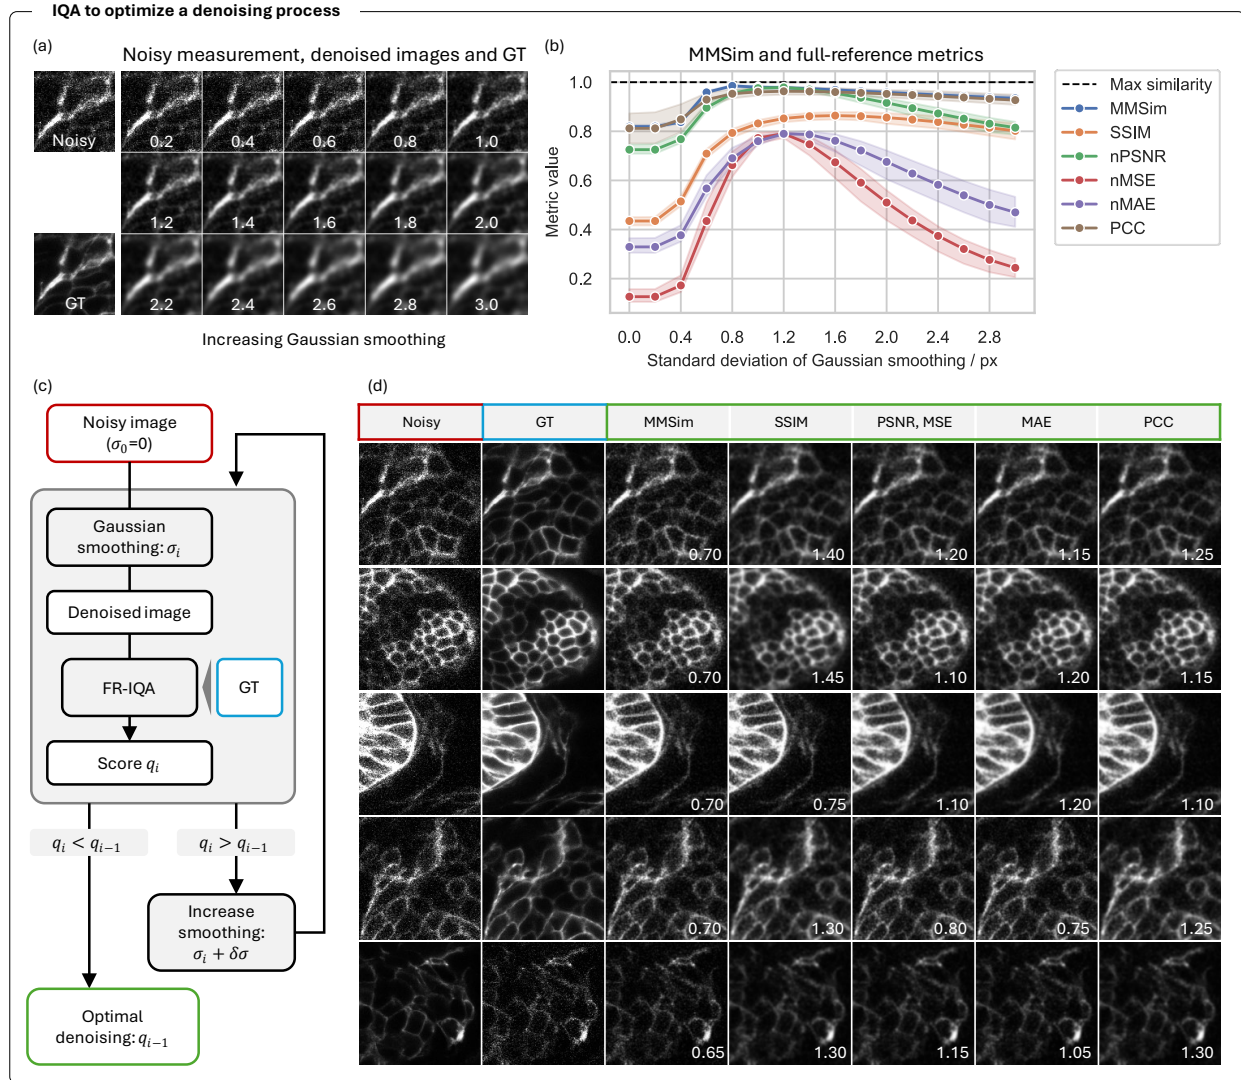 IQA to optimize a denoising process
(a)
Noisy measurement, denoised images and GT
Noisy
0.2
0.4
0.6
0.8
1.0
1.2
1.4
1.6
1.8
2.0
GT
2.2
2.4
2.6
2.8
3.0
Increasing Gaussian smoothing
(b)
MMSim and full-reference metrics
Metric value
1.0
0.8
0.6
0.4
0.2
0.0 0.4 0.8 1.2 1.6 2.0 2.4 2.8
Standard deviation of Gaussian smoothing / px
Max similarity
MMSim
SSIM
nPSNR
nMSE
nMAE
PCC
(c)
Noisy image
(σ₀=0)
Gaussian
smoothing: σᵢ
Denoised image
FR-IQA
GT
Score qᵢ
qᵢ < qᵢ₋₁
qᵢ > qᵢ₋₁
Increase
smoothing:
σᵢ + δσ
Optimal
denoising: qᵢ₋₁
(d)
Noisy GT MMSim SSIM PSNR, MSE MAE PCC
0.70 1.40 1.20 1.15 1.25
0.70 1.45 1.10 1.20 1.15
0.70 0.75 1.10 1.20 1.10
0.70 1.30 0.80 0.75 1.25
0.65 1.30 1.15 1.05 1.30